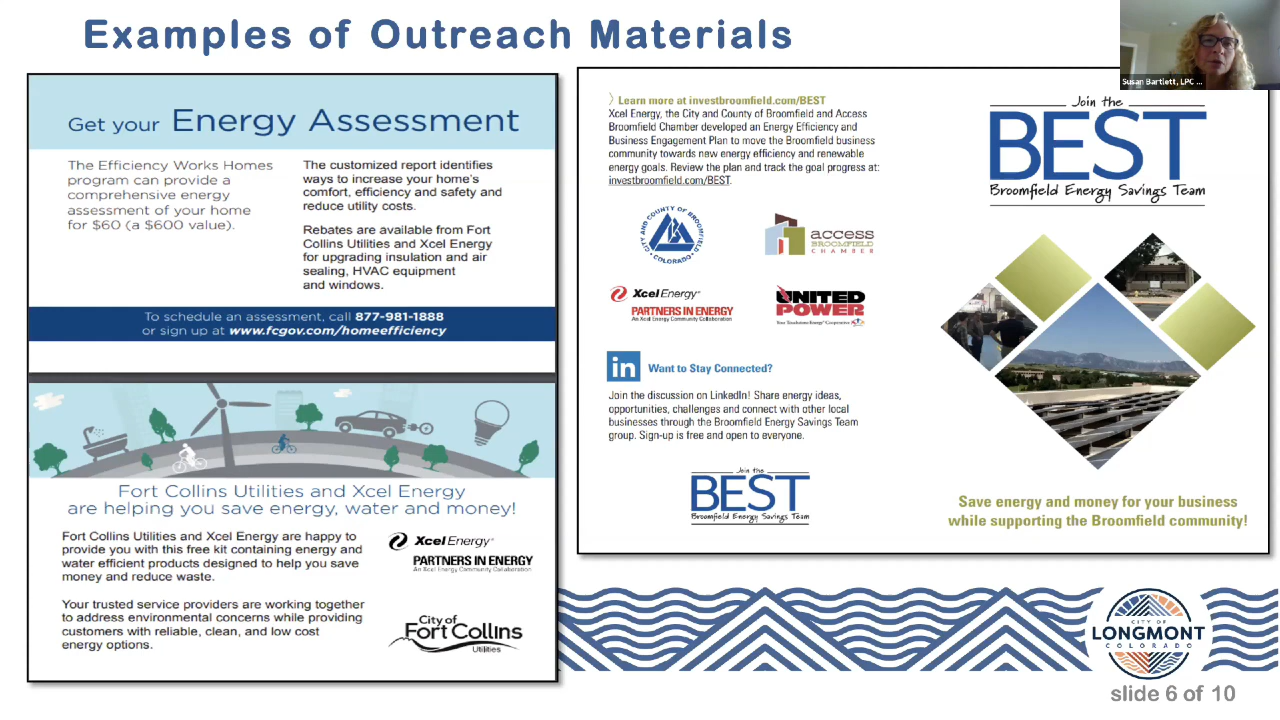 Examples of Outreach Materials
Susan Bartlett, LPC ...
Get your Energy Assessment
The Efficiency Works Homes
program can provide a
comprehensive energy
assessment of your home
for $60 (a $600 value).
The customized report identifies
ways to increase your home's
comfort, efficiency and safety and
reduce utility costs.
Rebates are available from Fort
Collins Utilities and Xcel Energy
for upgrading insulation and air
sealing, HVAC equipment
and windows.
To schedule an assessment, call 877-981-1888
or sign up at www.fcgov.com/homeefficiency
Fort Collins Utilities and Xcel Energy
are helping you save energy, water and money!
Fort Collins Utilities and Xcel Energy are happy to
provide you with this free kit containing energy and
water efficient products designed to help you save
money and reduce waste.
Your trusted service providers are working together
to address environmental concerns while providing
customers with reliable, clean, and low cost
energy options.
Xcel Energy
PARTNERS IN ENERGY
An Xcel Energy Community Collaboration
City of
Fort Collins
Utilities
Learn more at investbroomfield.com/BEST
Xcel Energy, the City and County of Broomfield and Access
Broomfield Chamber developed an Energy Efficiency and
Business Engagement Plan to move the Broomfield business
community towards new energy efficiency and renewable
energy goals. Review the plan and track the goal progress at:
investbroomfield.com/BEST.
CITY AND COUNTY OF BROOMFIELD
COLORADO
access
BROOMFIELD
CHAMBER
Xcel Energy
PARTNERS IN ENERGY
An Xcel Energy Community Collaboration
UNITED
POWER
Your Touchstone Energy Cooperative
in
Want to Stay Connected?
Join the discussion on LinkedIn! Share energy ideas,
opportunities, challenges and connect with other local
businesses through the Broomfield Energy Savings Team
group. Sign-up is free and open to everyone.
Join the
BEST
Broomfield Energy Savings Team
Join the
BEST
Broomfield Energy Savings Team
Save energy and money for your business
while supporting the Broomfield community!
CITY OF
LONGMONT
COLORADO
slide 6 of 10